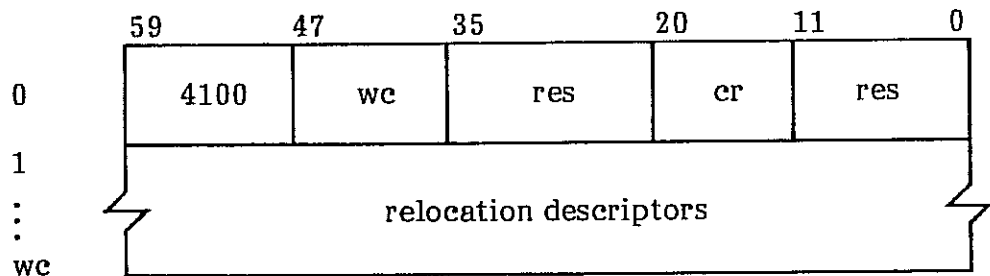 59 47 35 20 11 0
0 4100 wc res cr res
1
⋮ relocation descriptors
wc